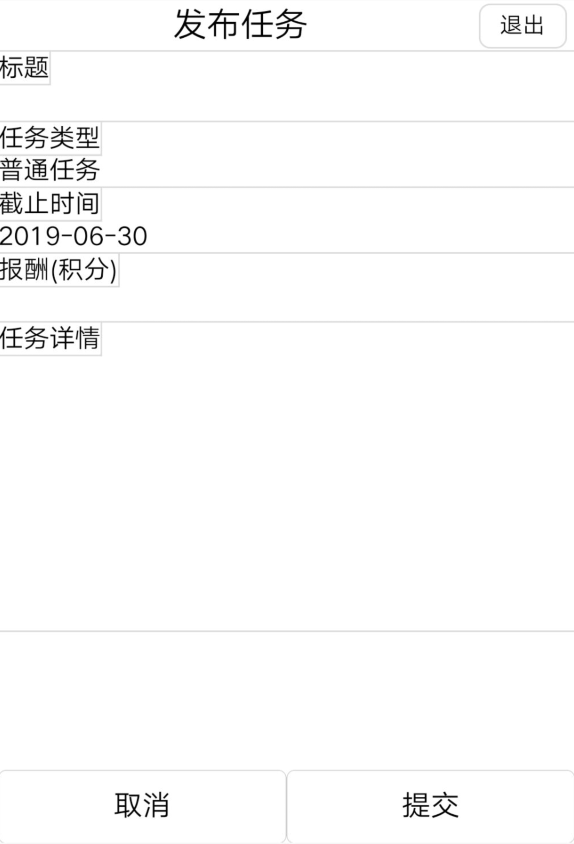 发布任务
退出
标题
任务类型
普通任务
截止时间
2019-06-30
报酬(积分)
任务详情
取消
提交